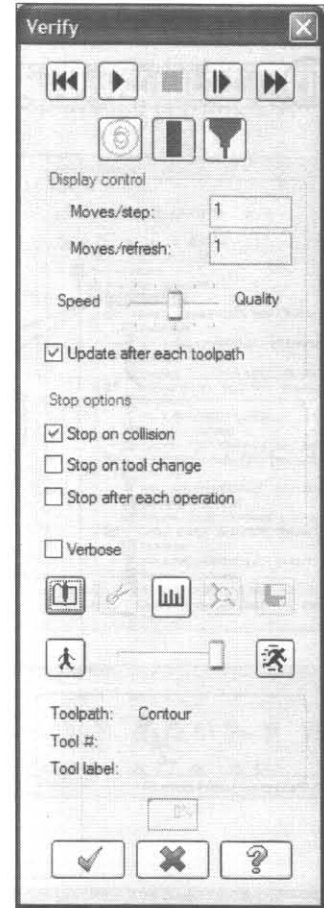 Verify
Display control
Moves/step: 1
Moves/refresh: 1
Speed Quality
Update after each toolpath
Stop options
Stop on collision
Stop on tool change
Stop after each operation
Verbose
Toolpath: Contour
Tool #:
Tool label: